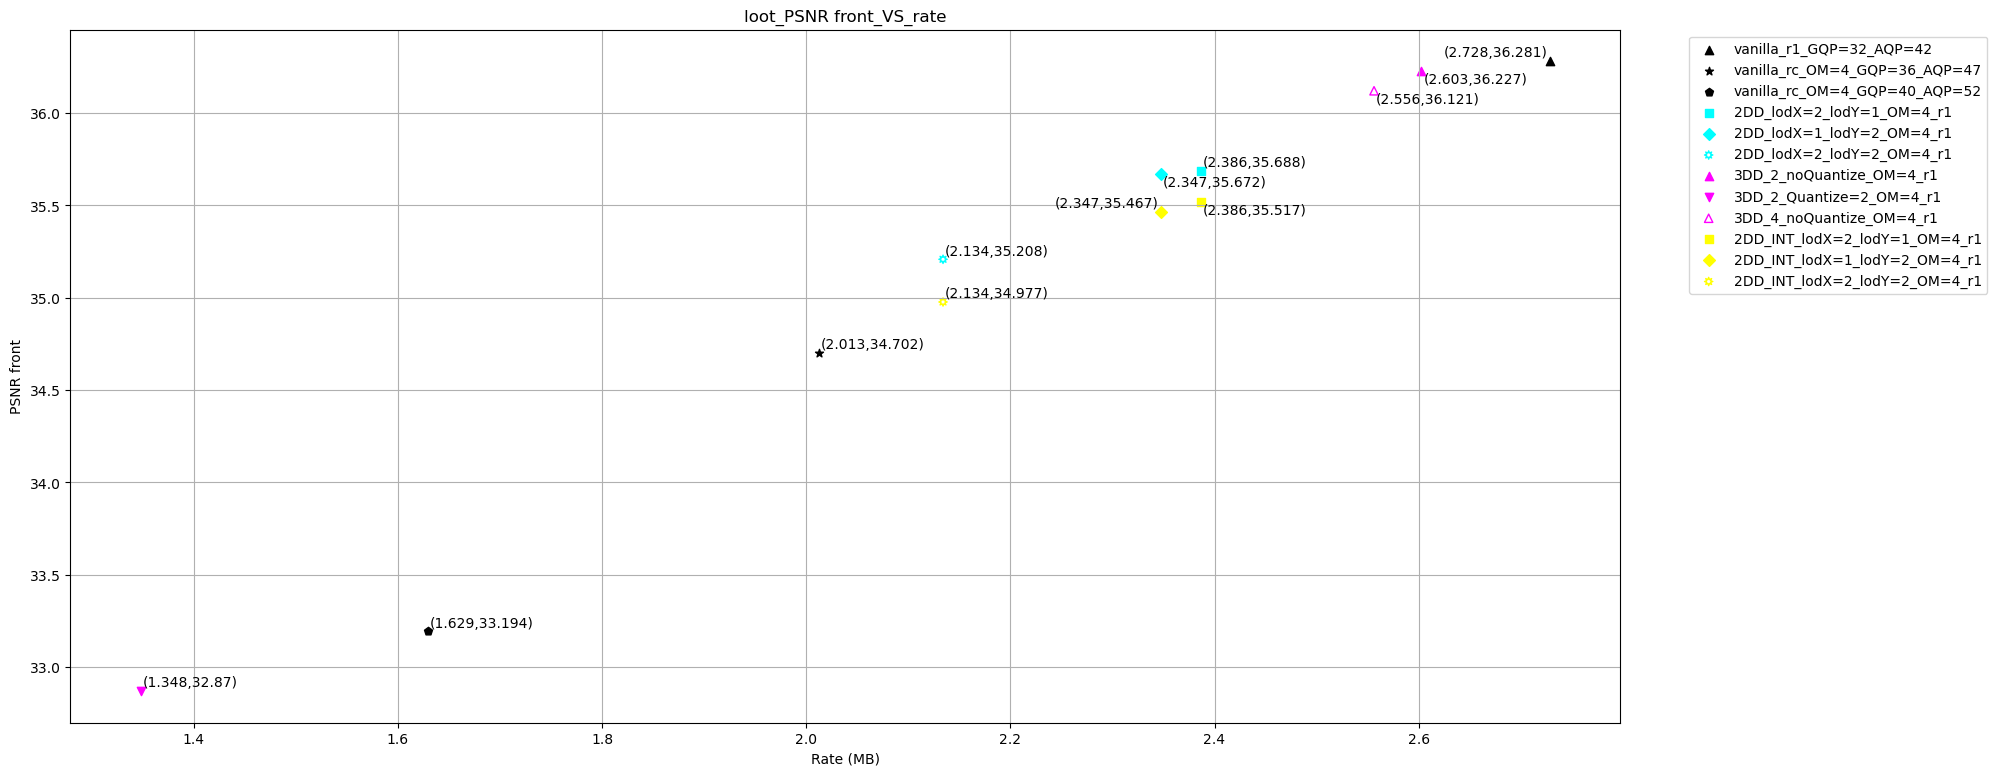 loot_PSNR front_VS_rate
(2.728,36.281)
(2.603,36.227)
(2.556,36.121)
(2.386,35.688)
(2.347,35.672)
(2.347,35.467)
(2.386,35.517)
(2.134,35.208)
(2.134,34.977)
(2.013,34.702)
(1.629,33.194)
(1.348,32.87)
36.0
35.5
35.0
34.5
34.0
33.5
33.0
PSNR front
1.4
1.6
1.8
2.0
2.2
2.4
2.6
Rate (MB)
vanilla_r1_GQP=32_AQP=42
vanilla_rc_OM=4_GQP=36_AQP=47
vanilla_rc_OM=4_GQP=40_AQP=52
2DD_lodX=2_lodY=1_OM=4_r1
2DD_lodX=1_lodY=2_OM=4_r1
2DD_lodX=2_lodY=2_OM=4_r1
3DD_2_noQuantize_OM=4_r1
3DD_2_Quantize=2_OM=4_r1
3DD_4_noQuantize_OM=4_r1
2DD_INT_lodX=2_lodY=1_OM=4_r1
2DD_INT_lodX=1_lodY=2_OM=4_r1
2DD_INT_lodX=2_lodY=2_OM=4_r1